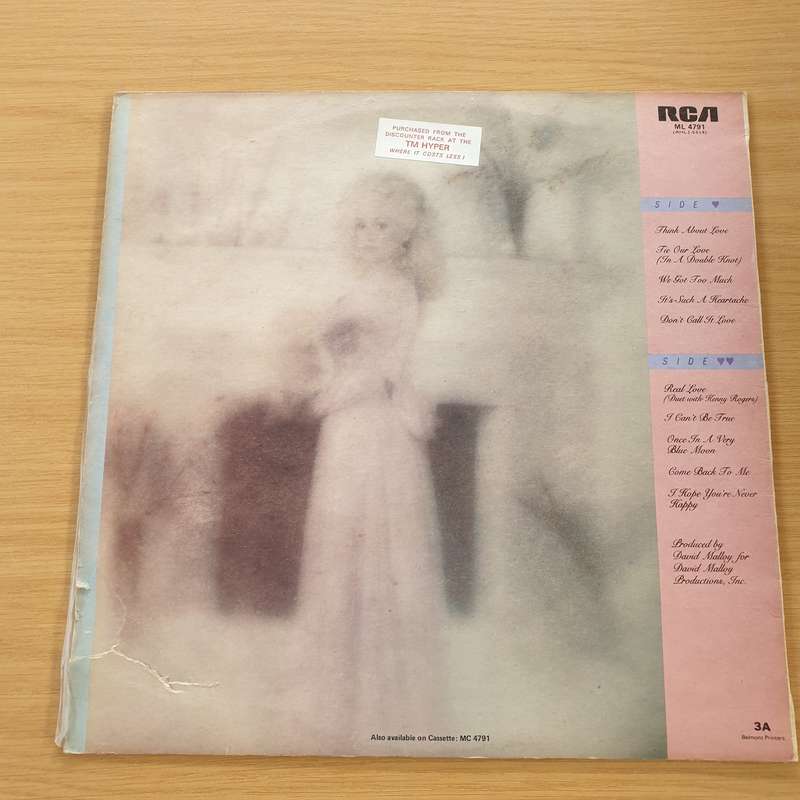 PURCHASED FROM THE
DISCOUNTER RACK AT THE
TM HYPER
WHERE IT COSTS LESS!
RCA
ML 4791
SIDE ♥
Think About Love
Tie Our Love
(In A Double Knot)
We Got Too Much
It's Such A Heartache
Don't Call It Love
SIDE ♥♥
Real Love
(Duet with Kenny Rogers)
I Can't Be True
Once In A Very
Blue Moon
Come Back To Me
I Hope You're Never
Happy
Produced by
David Malloy for
David Malloy
Productions, Inc.
Also available on Cassette: MC 4791
3A
Belmont Printers